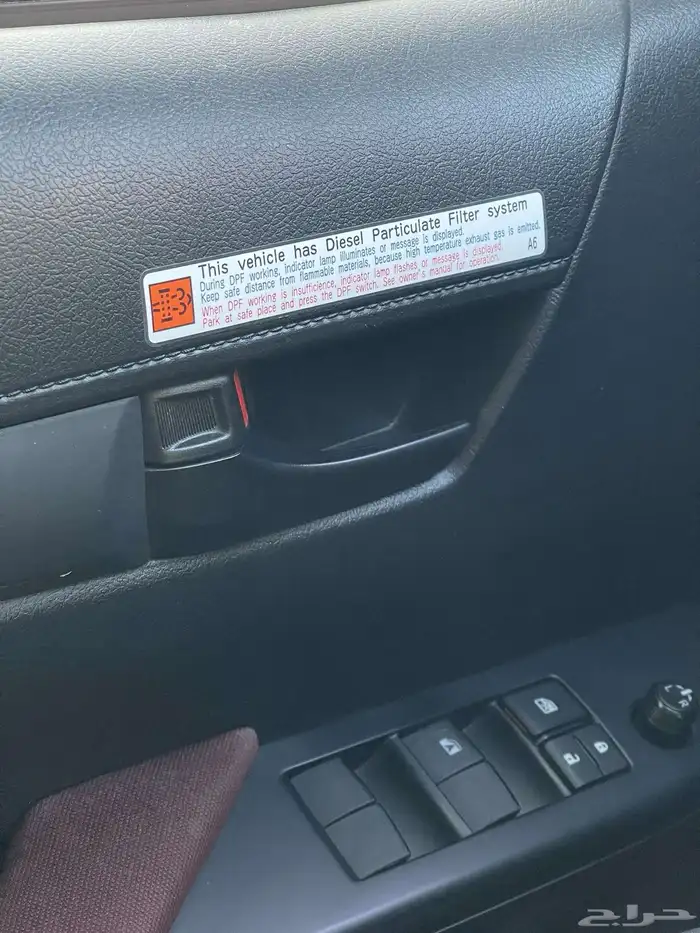 This vehicle has Diesel Particulate Filter system
During DPF working, indicator lamp illuminates or message is displayed.
Keep safe distance from flammable materials, because high temperature exhaust gas is emitted.
When DPF working is insufficience, indicator lamp flashes or message is displayed.
Park at safe place and press the DPF switch. See owner's manual for operation.
A6
L R
حراج